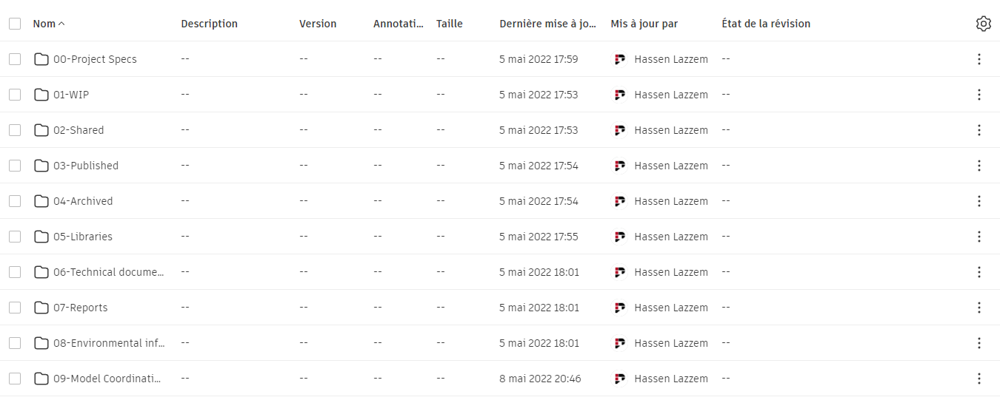 Nom Description Version Annotati... Taille Dernière mise à jo... Mis à jour par État de la révision
00-Project Specs -- -- -- -- 5 mai 2022 17:59 Hassen Lazzem --
01-WIP -- -- -- -- 5 mai 2022 17:53 Hassen Lazzem --
02-Shared -- -- -- -- 5 mai 2022 17:53 Hassen Lazzem --
03-Published -- -- -- -- 5 mai 2022 17:54 Hassen Lazzem --
04-Archived -- -- -- -- 5 mai 2022 17:54 Hassen Lazzem --
05-Libraries -- -- -- -- 5 mai 2022 17:55 Hassen Lazzem --
06-Technical docume... -- -- -- -- 5 mai 2022 18:01 Hassen Lazzem --
07-Reports -- -- -- -- 5 mai 2022 18:01 Hassen Lazzem --
08-Environmental inf... -- -- -- -- 5 mai 2022 18:01 Hassen Lazzem --
09-Model Coordinati... -- -- -- -- 8 mai 2022 20:46 Hassen Lazzem --